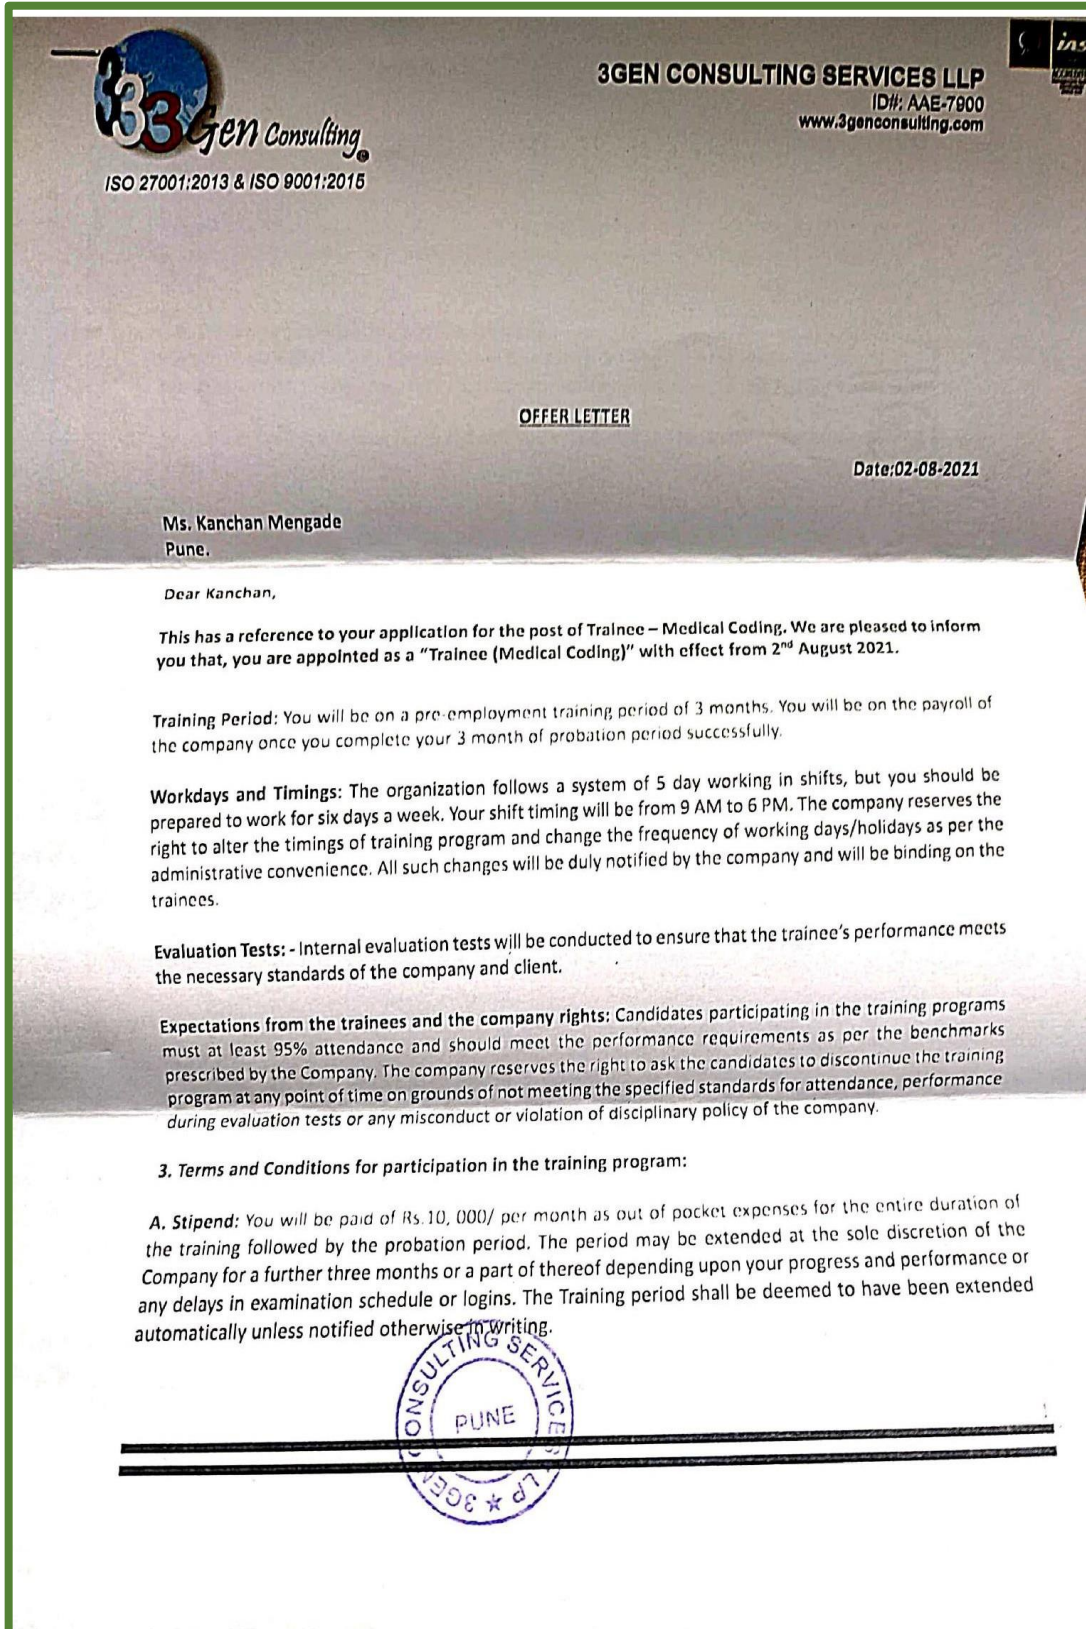 333Gen Consulting
ISO 27001:2013 & ISO 9001:2015
3GEN CONSULTING SERVICES LLP
ID#: AAE-7900
www.3genconsulting.com
OFFER LETTER
Date:02-08-2021
Ms. Kanchan Mengade
Pune.
Dear Kanchan,
This has a reference to your application for the post of Trainee – Medical Coding. We are pleased to inform
you that, you are appointed as a “Trainee (Medical Coding)” with effect from 2nd August 2021.
Training Period: You will be on a pre-employment training period of 3 months. You will be on the payroll of
the company once you complete your 3 month of probation period successfully.
Workdays and Timings: The organization follows a system of 5 day working in shifts, but you should be
prepared to work for six days a week. Your shift timing will be from 9 AM to 6 PM. The company reserves the
right to alter the timings of training program and change the frequency of working days/holidays as per the
administrative convenience. All such changes will be duly notified by the company and will be binding on the
trainees.
Evaluation Tests: - Internal evaluation tests will be conducted to ensure that the trainee's performance meets
the necessary standards of the company and client.
Expectations from the trainees and the company rights: Candidates participating in the training programs
must at least 95% attendance and should meet the performance requirements as per the benchmarks
prescribed by the Company. The company reserves the right to ask the candidates to discontinue the training
program at any point of time on grounds of not meeting the specified standards for attendance, performance
during evaluation tests or any misconduct or violation of disciplinary policy of the company.
3. Terms and Conditions for participation in the training program:
A. Stipend: You will be paid of Rs.10, 000/ per month as out of pocket expenses for the entire duration of
the training followed by the probation period. The period may be extended at the sole discretion of the
Company for a further three months or a part of thereof depending upon your progress and performance or
any delays in examination schedule or logins. The Training period shall be deemed to have been extended
automatically unless notified otherwise in writing.
3GEN CONSULTING SERVICES LLP ★
PUNE
1